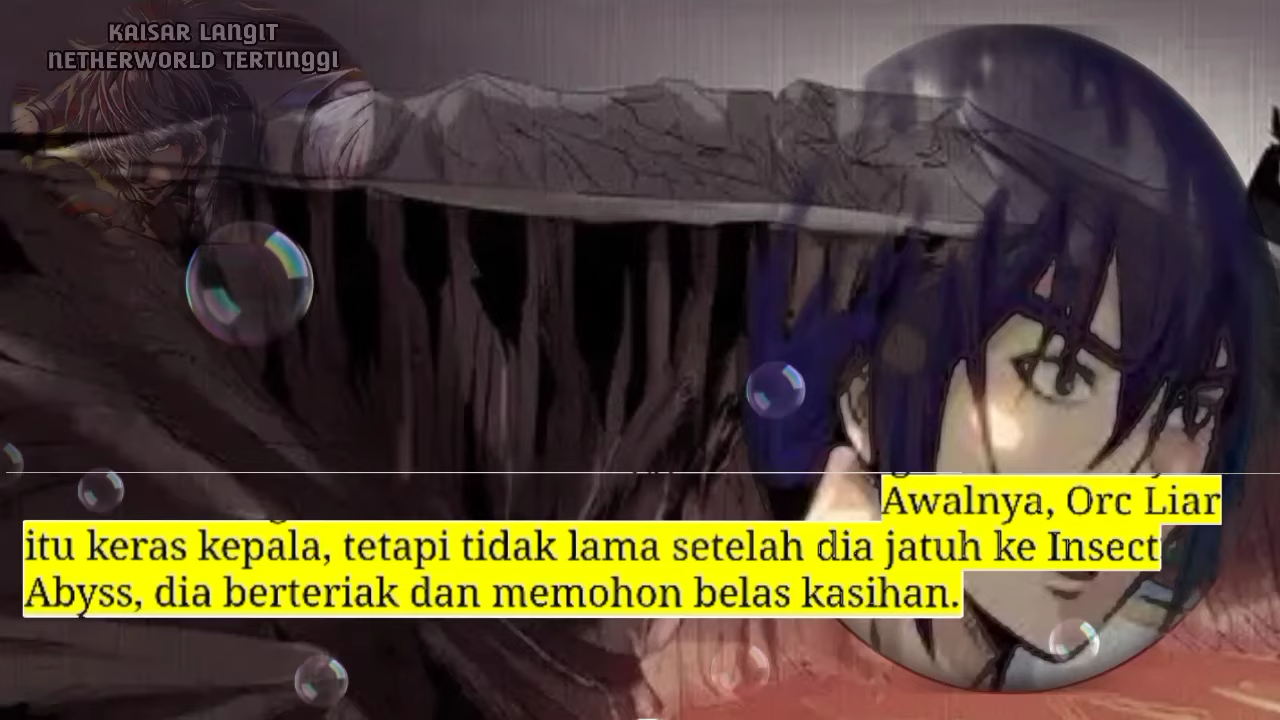 KAISAR LANGIT
NETHERWORLD TERTINGGI
Awalnya, Orc Liar
itu keras kepala, tetapi tidak lama setelah dia jatuh ke Insect
Abyss, dia berteriak dan memohon belas kasihan.